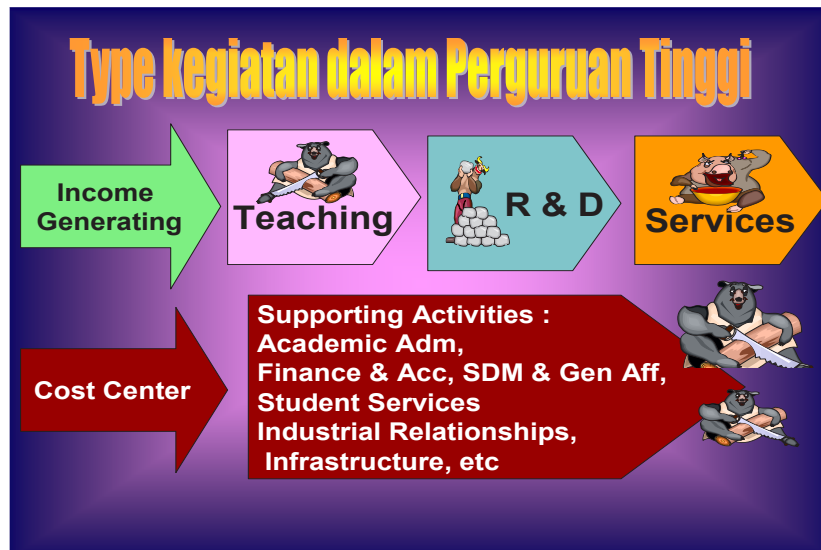 Type kegiatan dalam Perguruan Tinggi
Income
Generating
Teaching
R & D
Services
Cost Center
Supporting Activities :
Academic Adm,
Finance & Acc, SDM & Gen Aff,
Student Services
Industrial Relationships,
Infrastructure, etc